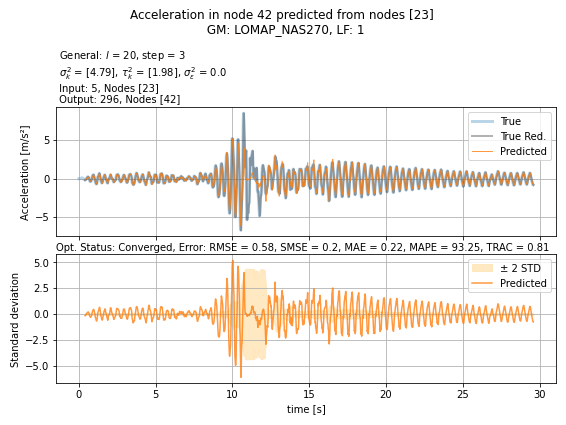 Acceleration in node 42 predicted from nodes [23]
GM: LOMAP_NAS270, LF: 1
General: l = 20, step = 3
σ²ₖ = [4.79], τ²ₖ = [1.98], σ²ε = 0.0
Input: 5, Nodes [23]
Output: 296, Nodes [42]
Acceleration [m/s²]
5
0
−5
True
True Red.
Predicted
Opt. Status: Converged, Error: RMSE = 0.58, SMSE = 0.2, MAE = 0.22, MAPE = 93.25, TRAC = 0.81
Standard deviation
5.0
2.5
0.0
−2.5
−5.0
± 2 STD
Predicted
0 5 10 15 20 25 30
time [s]